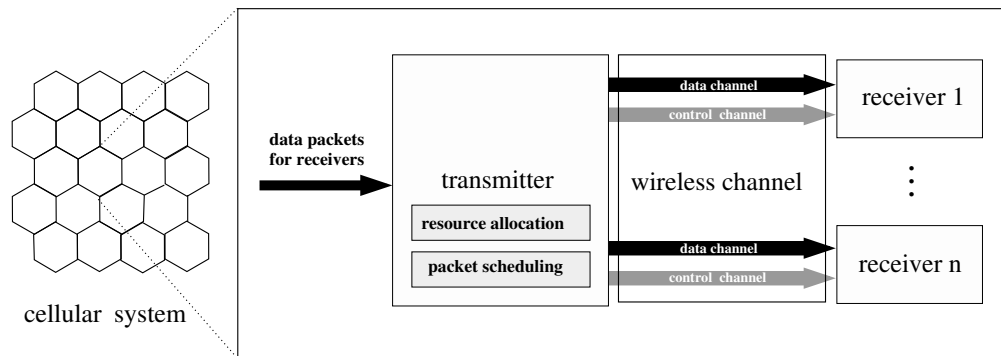 cellular system
data packets
for receivers
transmitter
resource allocation
packet scheduling
data channel
control channel
wireless channel
data channel
control channel
receiver 1
receiver n